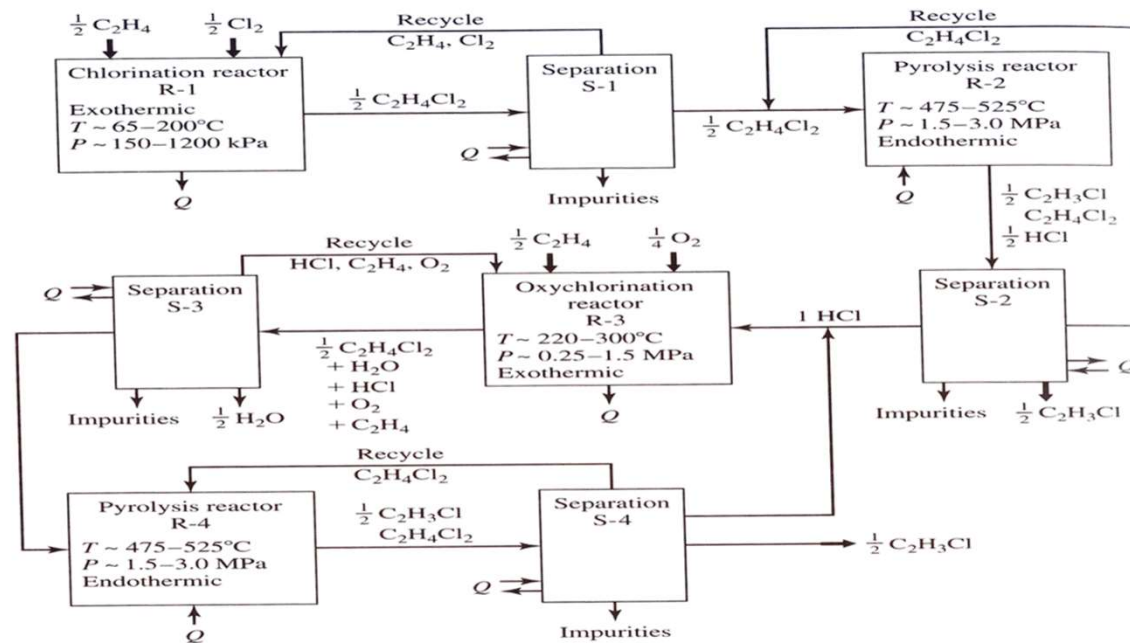 ½ C₂H₄
½ Cl₂
Recycle
C₂H₄, Cl₂
Chlorination reactor
R-1
Exothermic
T ~ 65–200°C
P ~ 150–1200 kPa
Q
½ C₂H₄Cl₂
Separation
S-1
Q
Impurities
½ C₂H₄Cl₂
Recycle
C₂H₄Cl₂
Pyrolysis reactor
R-2
T ~ 475–525°C
P ~ 1.5–3.0 MPa
Endothermic
Q
½ C₂H₃Cl
C₂H₄Cl₂
½ HCl
Separation
S-2
Q
Impurities
½ C₂H₃Cl
1 HCl
½ C₂H₄
¼ O₂
Oxychlorination
reactor
R-3
T ~ 220–300°C
P ~ 0.25–1.5 MPa
Exothermic
Q
Recycle
HCl, C₂H₄, O₂
½ C₂H₄Cl₂
+ H₂O
+ HCl
+ O₂
+ C₂H₄
Separation
S-3
Q
Impurities
½ H₂O
Pyrolysis reactor
R-4
T ~ 475–525°C
P ~ 1.5–3.0 MPa
Endothermic
Q
Recycle
C₂H₄Cl₂
½ C₂H₃Cl
C₂H₄Cl₂
Separation
S-4
Q
Impurities
½ C₂H₃Cl